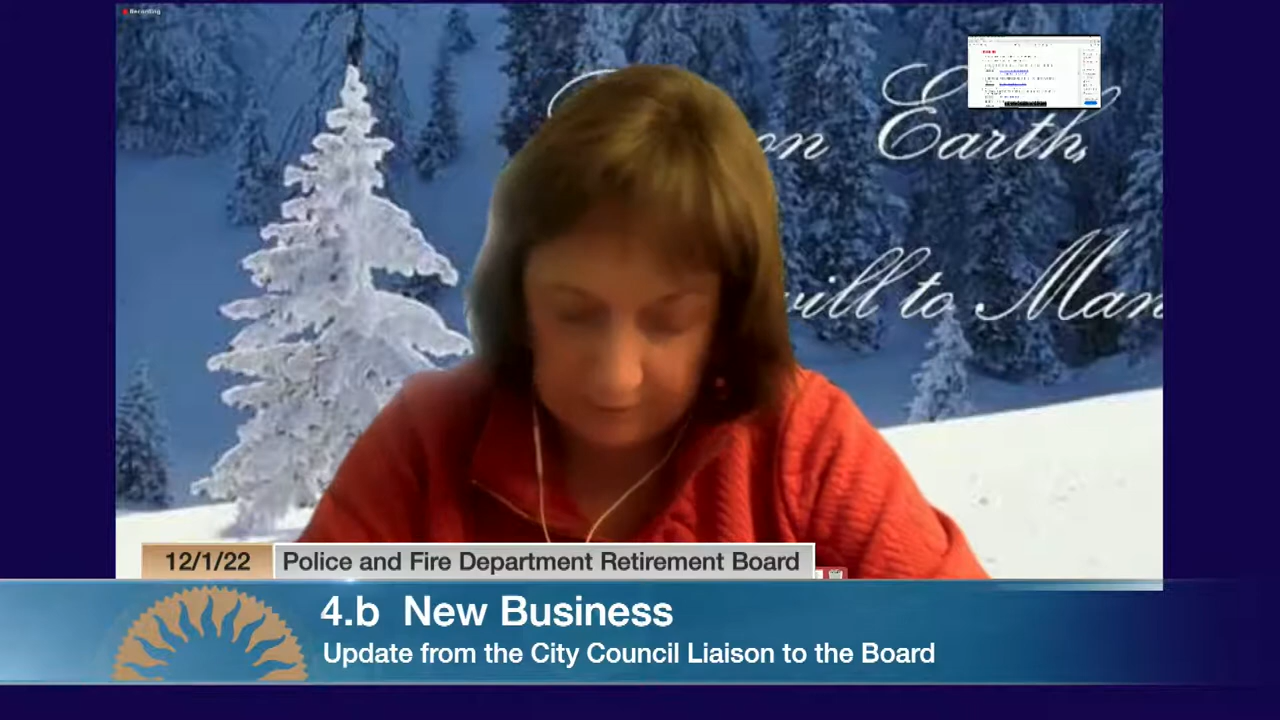 Recording
on Earth,
will to Man
12/1/22 Police and Fire Department Retirement Board
4.b New Business
Update from the City Council Liaison to the Board